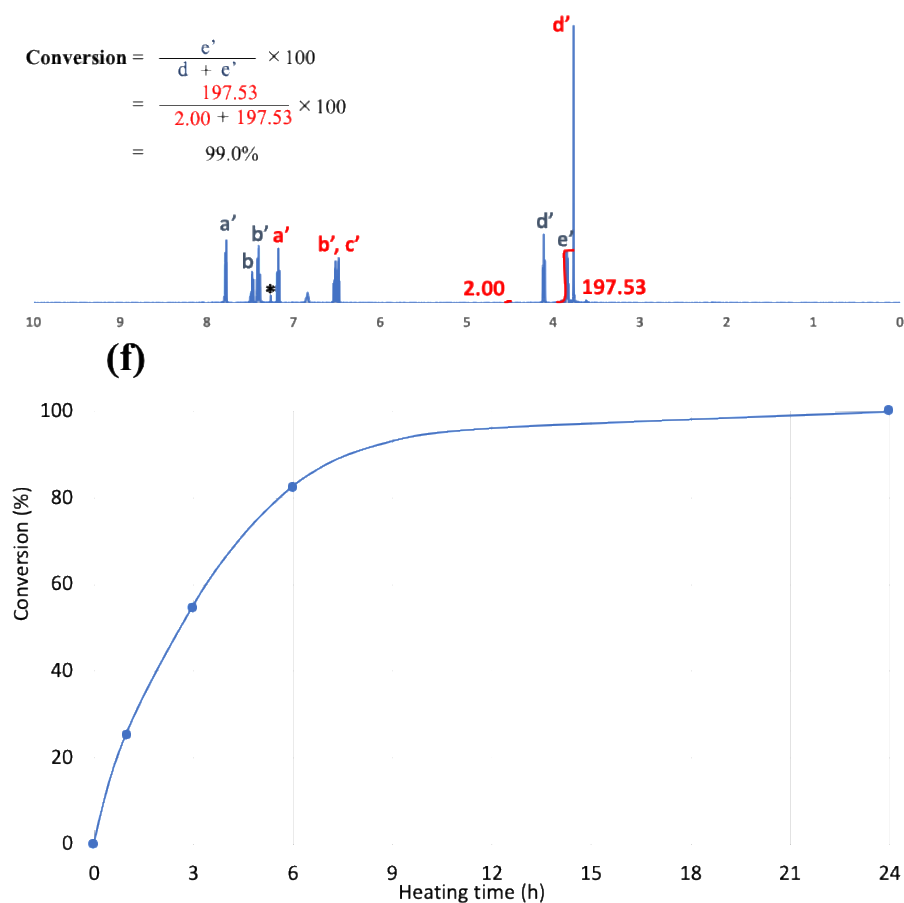 d’
Conversion = e’ / d + e’ × 100
= 197.53 / 2.00 + 197.53 × 100
= 99.0%
a’ b b’ a’ * b’, c’ d’ e’
2.00 197.53
10 9 8 7 6 5 4 3 2 1 0
(f)
100
80
60
40
20
0
Conversion (%)
0 3 6 9 12 15 18 21 24
Heating time (h)